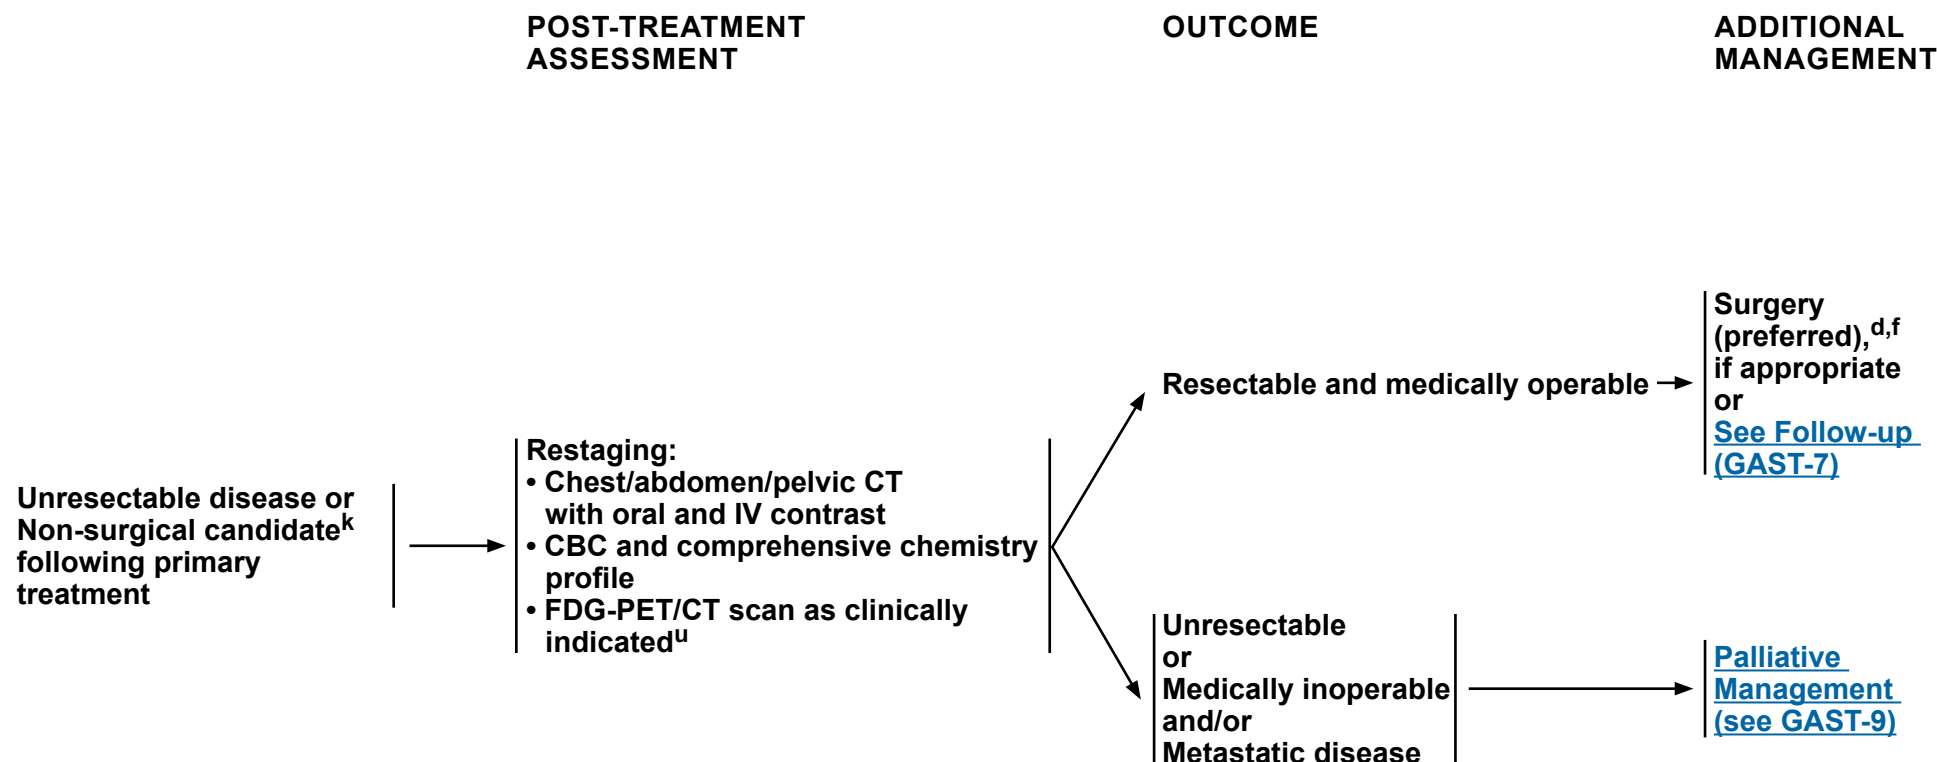 POST-TREATMENT
ASSESSMENT
OUTCOME
ADDITIONAL
MANAGEMENT
Unresectable disease or
Non-surgical candidatek
following primary
treatment
Restaging:
• Chest/abdomen/pelvic CT
with oral and IV contrast
• CBC and comprehensive chemistry
profile
• FDG-PET/CT scan as clinically
indicatedu
Resectable and medically operable
Surgery
(preferred),d,f
if appropriate
or
See Follow-up
(GAST-7)
Unresectable
or
Medically inoperable
and/or
Metastatic disease
Palliative
Management
(see GAST-9)